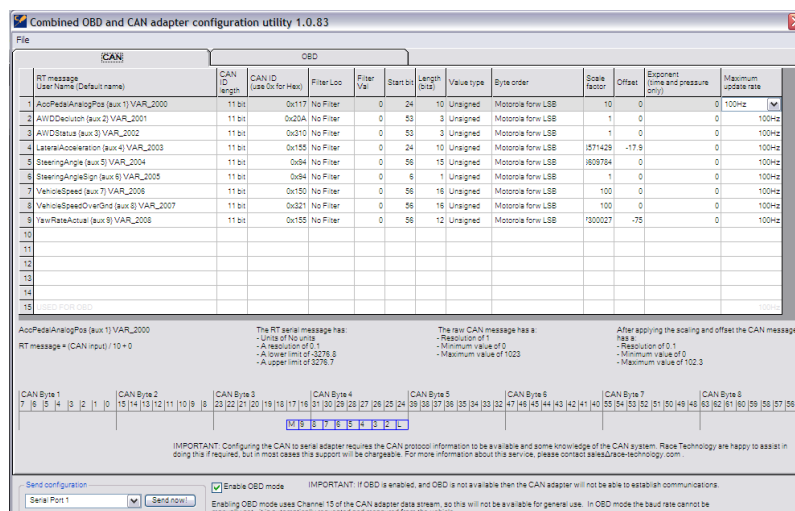 Combined OBD and CAN adapter configuration utility 1.0.83
File
CAN OBD
RT message User Name (Default name) CAN ID length CAN ID (use 0x for Hex) Filter Loc Filter Val Start bit Length (bits) Value type Byte order Scale factor Offset Exponent (time and pressure only) Maximum update rate
1 AccPedalAnalogPos (aux 1) VAR_2000 11 bit 0x117 No Filter 0 24 10 Unsigned Motorola forw LSB 10 0 0 100Hz
2 AWDDeclutch (aux 2) VAR_2001 11 bit 0x20A No Filter 0 53 3 Unsigned Motorola forw LSB 1 0 0 100Hz
3 AWDStatus (aux 3) VAR_2002 11 bit 0x310 No Filter 0 53 3 Unsigned Motorola forw LSB 1 0 0 100Hz
4 LateralAcceleration (aux 4) VAR_2003 11 bit 0x155 No Filter 0 24 10 Unsigned Motorola forw LSB 571429 -17.9 0 100Hz
5 SteeringAngle (aux 5) VAR_2004 11 bit 0x94 No Filter 0 56 15 Unsigned Motorola forw LSB 609784 0 0 100Hz
6 SteeringAngleSign (aux 6) VAR_2005 11 bit 0x94 No Filter 0 6 1 Unsigned Motorola forw LSB 1 0 0 100Hz
7 VehicleSpeed (aux 7) VAR_2006 11 bit 0x150 No Filter 0 56 16 Unsigned Motorola forw LSB 100 0 0 100Hz
8 VehicleSpeedOverGnd (aux 8) VAR_2007 11 bit 0x321 No Filter 0 56 16 Unsigned Motorola forw LSB 100 0 0 100Hz
9 YawRateActual (aux 9) VAR_2008 11 bit 0x155 No Filter 0 56 12 Unsigned Motorola forw LSB 300027 -75 0 100Hz
10
11
12
13
14
15 USED FOR OBD 100Hz
AccPedalAnalogPos (aux 1) VAR_2000
RT message = (CAN input) / 10 + 0
The RT serial message has:
- Units of No units
- A resolution of 0.1
- A lower limit of -3276.8
- A upper limit of 3276.7
The raw CAN message has a:
- Resolution of 1
- Minimum value of 0
- Maximum value of 1023
After applying the scaling and offset the CAN message
has a:
- Resolution of 0.1
- Minimum value of 0
- Maximum value of 102.3
CAN Byte 1 CAN Byte 2 CAN Byte 3 CAN Byte 4 CAN Byte 5 CAN Byte 6 CAN Byte 7 CAN Byte 8
7 6 5 4 3 2 1 0 15 14 13 12 11 10 9 8 23 22 21 20 19 18 17 16 31 30 29 28 27 26 25 24 39 38 37 36 35 34 33 32 47 46 45 44 43 42 41 40 55 54 53 52 51 50 49 48 63 62 61 60 59 58 57 56
M 9 8 7 6 5 4 3 2 L
IMPORTANT: Configuring the CAN to serial adapter requires the CAN protocol information to be available and some knowledge of the CAN system. Race Technology are happy to assist in
doing this if required, but in most cases this support will be chargeable. For more information about this service, please contact sales∆race-technology.com .
Send configuration
Serial Port 1 Send now!
Enable OBD mode IMPORTANT: If OBD is enabled, and OBD is not available then the CAN adapter will not be able to establish communications.
Enabling OBD mode uses Channel 15 of the CAN adapter data stream, so this will not be available for general use. In OBD mode the baud rate cannot be